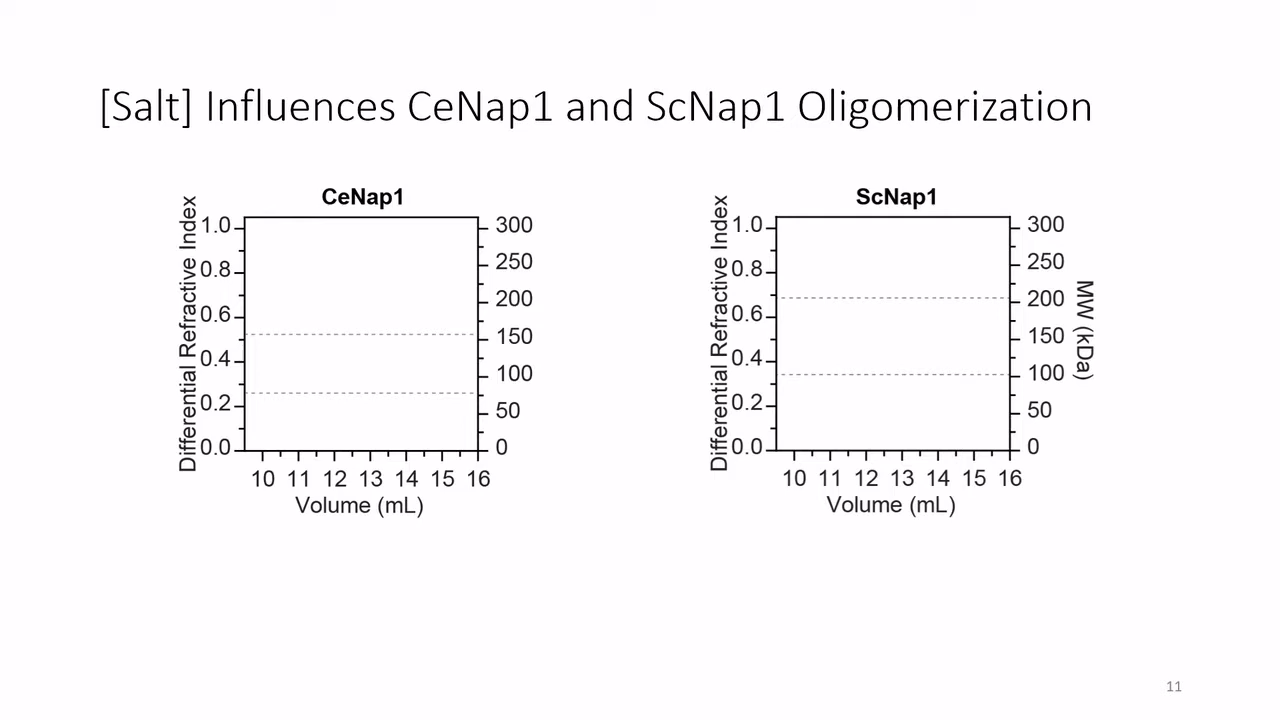 [Salt] Influences CeNap1 and ScNap1 Oligomerization
CeNap1
Differential Refractive Index
1.0
0.8
0.6
0.4
0.2
0.0
300
250
200
150
100
50
0
10 11 12 13 14 15 16
Volume (mL)
ScNap1
Differential Refractive Index
1.0
0.8
0.6
0.4
0.2
0.0
300
250
200
150
100
50
0
MW (kDa)
10 11 12 13 14 15 16
Volume (mL)
11